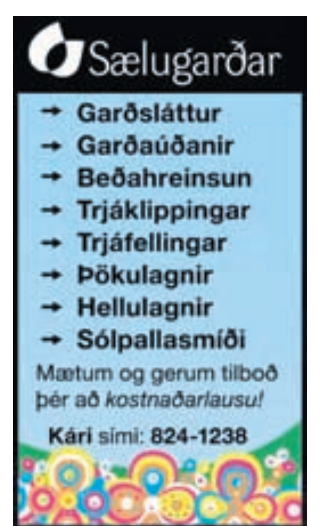 Sælugarðar
→ Garðsláttur
→ Garðaúðanir
→ Beðahreinsun
→ Trjáklippingar
→ Trjáfellingar
→ Þökulagnir
→ Hellulagnir
→ Sólpallasmíði
Mætum og gerum tilboð
þér að kostnaðarlausu!
Kári sími: 824-1238